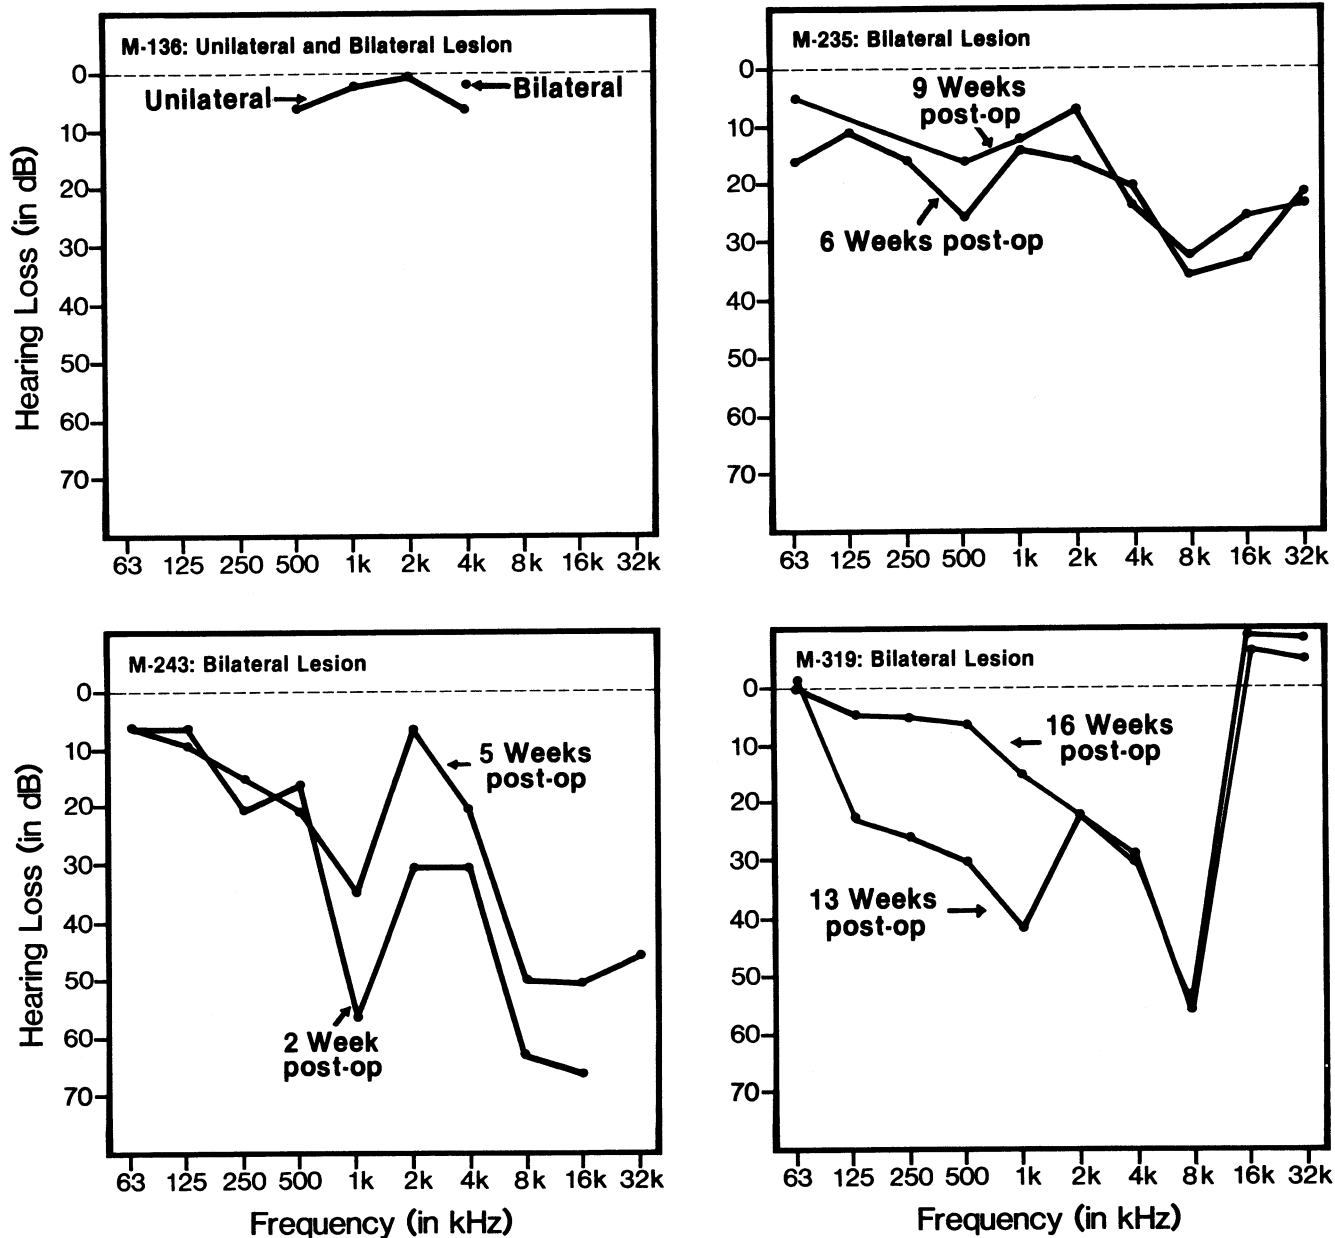 M-136: Unilateral and Bilateral Lesion
0
Unilateral
Bilateral
10
20
30
40
50
60
70
Hearing Loss (in dB)
63 125 250 500 1k 2k 4k 8k 16k 32k
M-235: Bilateral Lesion
0
9 Weeks
post-op
10
20
6 Weeks post-op
30
40
50
60
70
63 125 250 500 1k 2k 4k 8k 16k 32k
M-243: Bilateral Lesion
0
5 Weeks
post-op
10
20
30
40
50
60
70
2 Week
post-op
Hearing Loss (in dB)
63 125 250 500 1k 2k 4k 8k 16k 32k
Frequency (in kHz)
M-319: Bilateral Lesion
0
16 Weeks
post-op
10
20
30
13 Weeks
post-op
40
50
60
70
63 125 250 500 1k 2k 4k 8k 16k 32k
Frequency (in kHz)